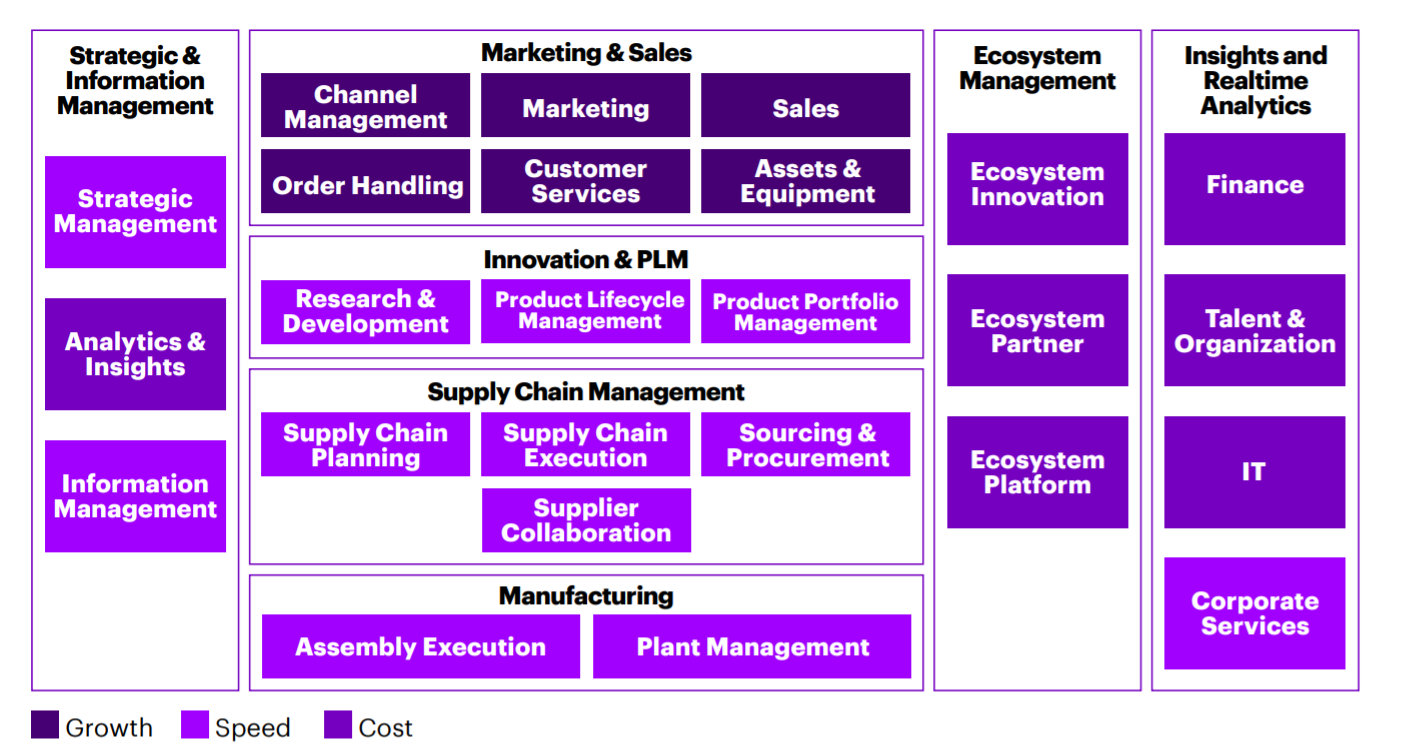 Strategic &
Information
Management
Strategic
Management
Analytics &
Insights
Information
Management
Marketing & Sales
Channel
Management
Marketing
Sales
Order Handling
Customer
Services
Assets &
Equipment
Innovation & PLM
Research &
Development
Product Lifecycle
Management
Product Portfolio
Management
Supply Chain Management
Supply Chain
Planning
Supply Chain
Execution
Sourcing &
Procurement
Supplier
Collaboration
Manufacturing
Assembly Execution
Plant Management
Ecosystem
Management
Ecosystem
Innovation
Ecosystem
Partner
Ecosystem
Platform
Insights and
Realtime
Analytics
Finance
Talent &
Organization
IT
Corporate
Services
Growth
Speed
Cost